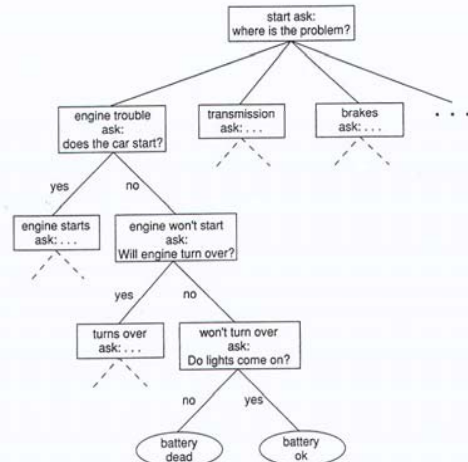 start ask:
where is the problem?
engine trouble
ask:
does the car start?
transmission
ask: . . .
brakes
ask: . . .
. . .
yes
no
engine starts
ask: . . .
engine won't start
ask:
Will engine turn over?
yes
no
turns over
ask: . . .
won't turn over
ask:
Do lights come on?
no
yes
battery
dead
battery
ok